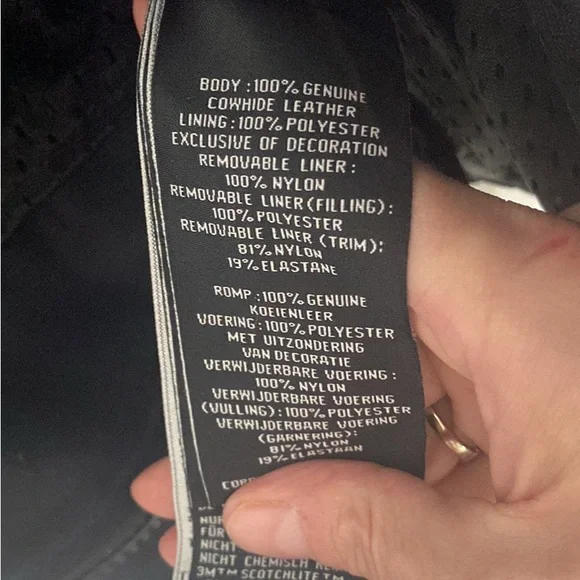 BODY : 100% GENUINE
COWHIDE LEATHER
LINING : 100% POLYESTER
EXCLUSIVE OF DECORATION
REMOVABLE LINER :
100% NYLON
REMOVABLE LINER (FILLING) :
100% POLYESTER
REMOVABLE LINER (TRIM) :
81% NYLON
19% ELASTANE
ROMP : 100% GENUINE
KOEIENLEER
VOERING : 100% POLYESTER
MET UITZONDERING
VAN DECORATIE
VERWIJDERBARE VOERING :
100% NYLON
VERWIJDERBARE VOERING
(VULLING) : 100% POLYESTER
VERWIJDERBARE VOERING
(GARNERING) :
81% NYLON
19% ELASTAAN
NUR
FÜR
NICHT
NICHT CHEMISCH
3M™ SCOTCHLITE™